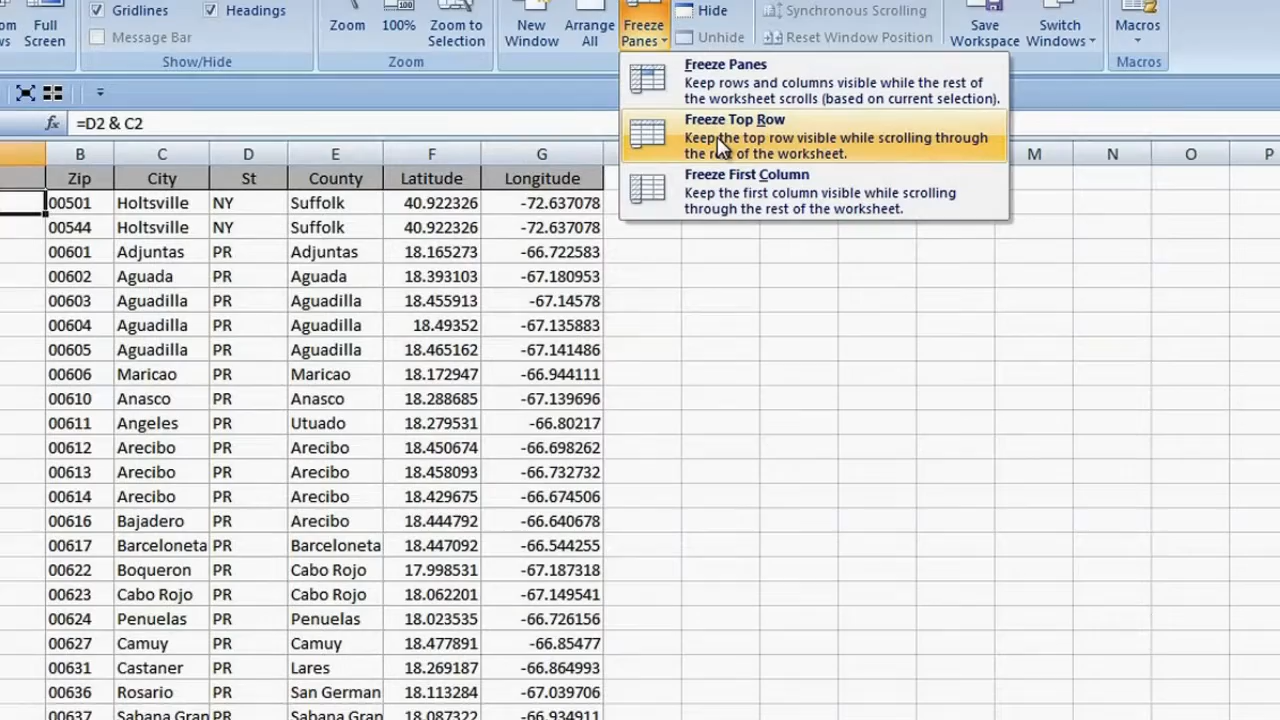 Gridlines Headings Hide Synchronous Scrolling
Full Screen Zoom 100% Zoom to Selection New Window Arrange All Freeze Panes Save Workspace Switch Windows Macros
Message Bar Unhide Reset Window Position
Show/Hide Zoom Macros
Freeze Panes
Keep rows and columns visible while the rest of
the worksheet scrolls (based on current selection).
Freeze Top Row
Keep the top row visible while scrolling through
the rest of the worksheet.
Freeze First Column
Keep the first column visible while scrolling
through the rest of the worksheet.
fx =D2 & C2
B C D E F G M N O P
Zip City St County Latitude Longitude
00501 Holtsville NY Suffolk 40.922326 -72.637078
00544 Holtsville NY Suffolk 40.922326 -72.637078
00601 Adjuntas PR Adjuntas 18.165273 -66.722583
00602 Aguada PR Aguada 18.393103 -67.180953
00603 Aguadilla PR Aguadilla 18.455913 -67.14578
00604 Aguadilla PR Aguadilla 18.49352 -67.135883
00605 Aguadilla PR Aguadilla 18.465162 -67.141486
00606 Maricao PR Maricao 18.172947 -66.944111
00610 Anasco PR Anasco 18.288685 -67.139696
00611 Angeles PR Utuado 18.279531 -66.80217
00612 Arecibo PR Arecibo 18.450674 -66.698262
00613 Arecibo PR Arecibo 18.458093 -66.732732
00614 Arecibo PR Arecibo 18.429675 -66.674506
00616 Bajadero PR Arecibo 18.444792 -66.640678
00617 Barceloneta PR Barceloneta 18.447092 -66.544255
00622 Boqueron PR Cabo Rojo 17.998531 -67.187318
00623 Cabo Rojo PR Cabo Rojo 18.062201 -67.149541
00624 Penuelas PR Penuelas 18.023535 -66.726156
00627 Camuy PR Camuy 18.477891 -66.85477
00631 Castaner PR Lares 18.269187 -66.864993
00636 Rosario PR San German 18.113284 -67.039706
00637 Sabana Gran PR Sabana Gran 18.087322 -66.934911